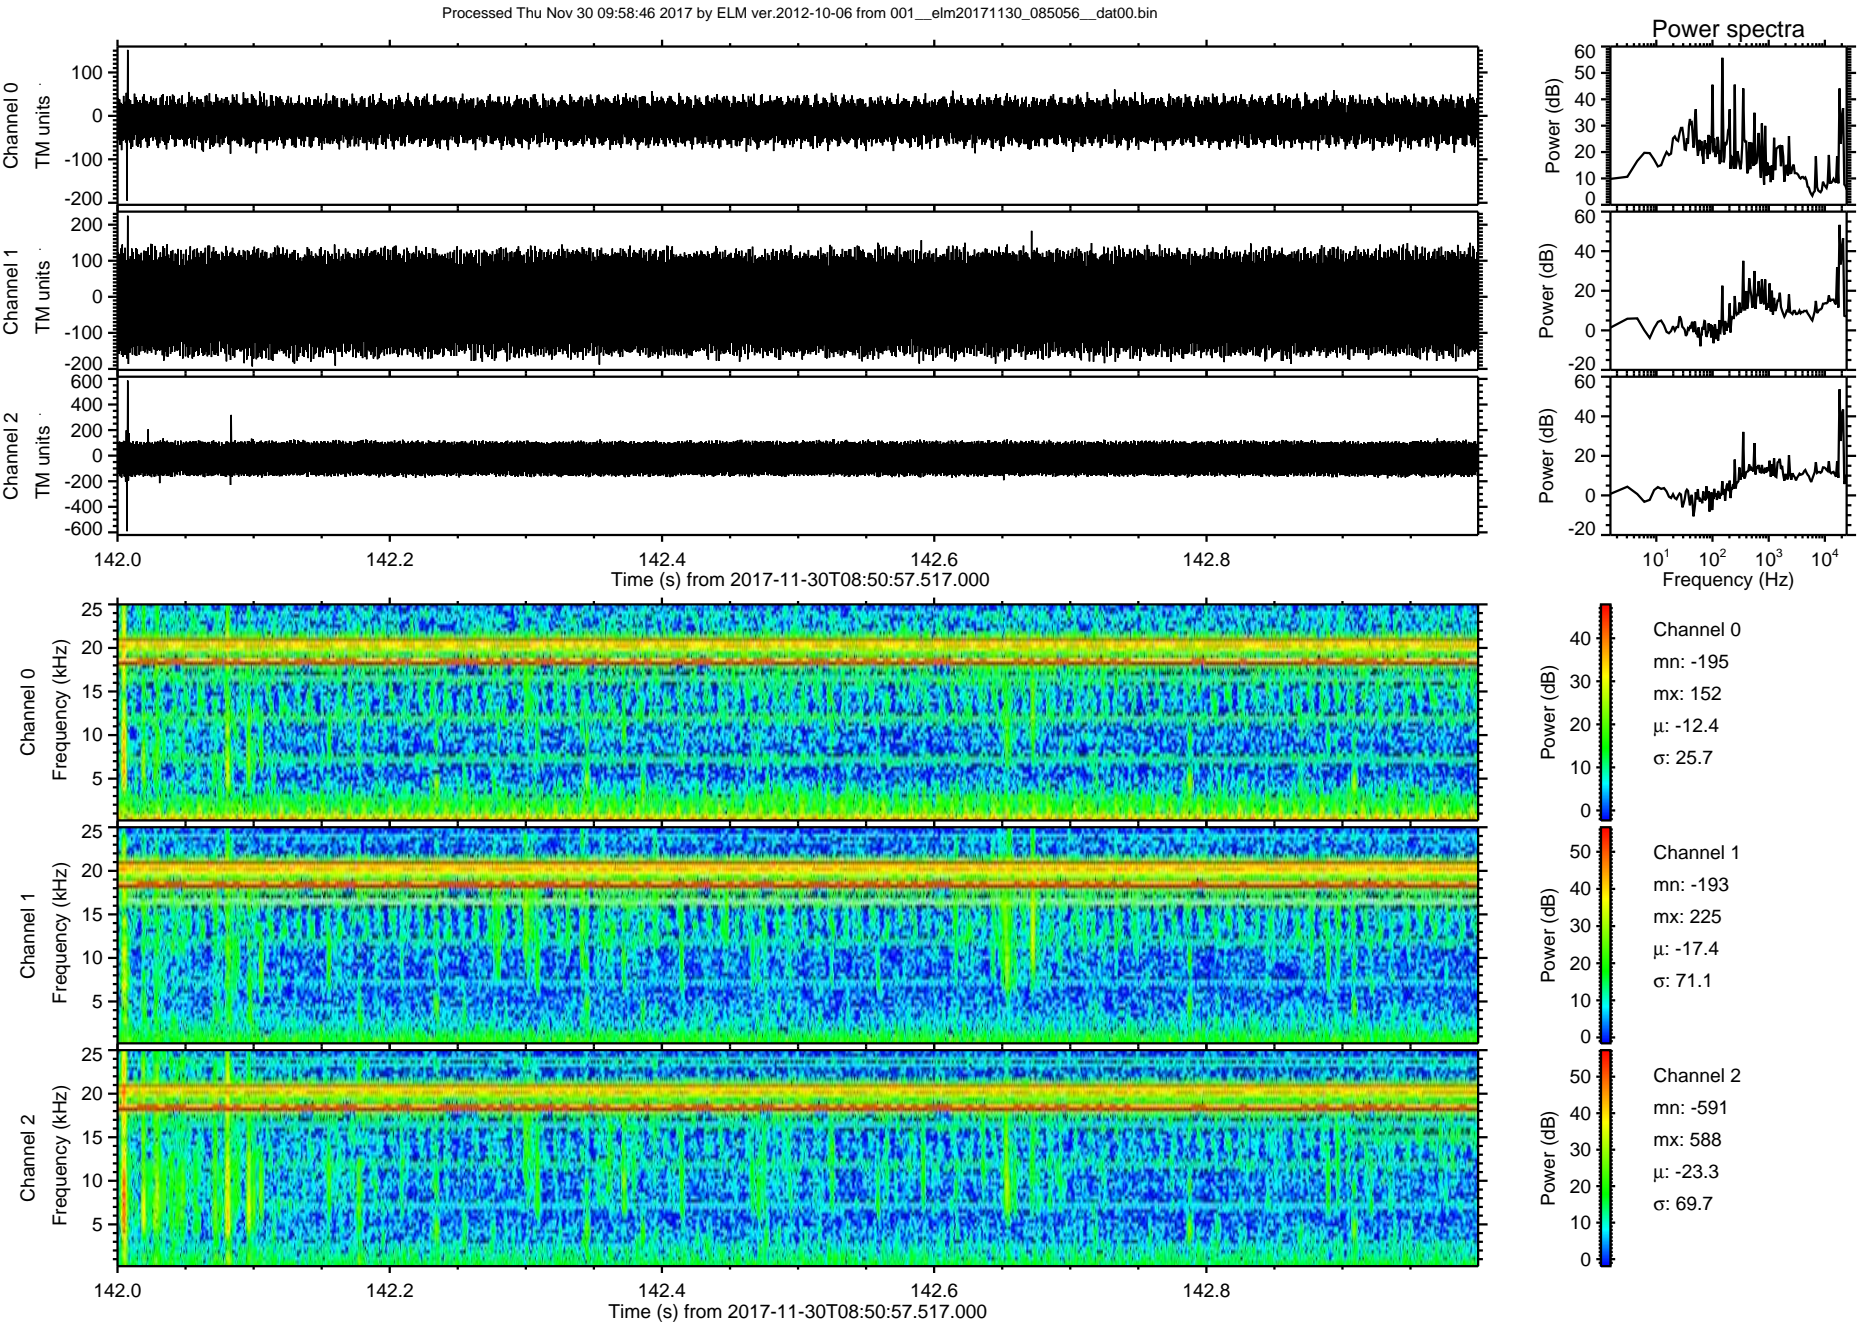 Processed Thu Nov 30 09:58:46 2017 by ELM ver.2012-10-06 from 001__elm20171130_085056__dat00.bin
Power spectra
Channel 0
TM units
100
0
-100
-200
Power (dB)
60
50
40
30
20
10
0
Channel 1
TM units
200
100
0
-100
-200
Power (dB)
60
40
20
0
-20
Channel 2
TM units
600
400
200
0
-200
-400
-600
Power (dB)
60
40
20
0
-20
142.0 142.2 142.4 142.6 142.8
Time (s) from 2017-11-30T08:50:57.517.000
10¹ 10² 10³ 10⁴
Frequency (Hz)
Channel 0
Frequency (kHz)
25
20
15
10
5
Power (dB)
40
30
20
10
0
Channel 0
mn: -195
mx: 152
μ: -12.4
σ: 25.7
Channel 1
Frequency (kHz)
25
20
15
10
5
Power (dB)
50
40
30
20
10
0
Channel 1
mn: -193
mx: 225
μ: -17.4
σ: 71.1
Channel 2
Frequency (kHz)
25
20
15
10
5
Power (dB)
50
40
30
20
10
0
Channel 2
mn: -591
mx: 588
μ: -23.3
σ: 69.7
142.0 142.2 142.4 142.6 142.8
Time (s) from 2017-11-30T08:50:57.517.000